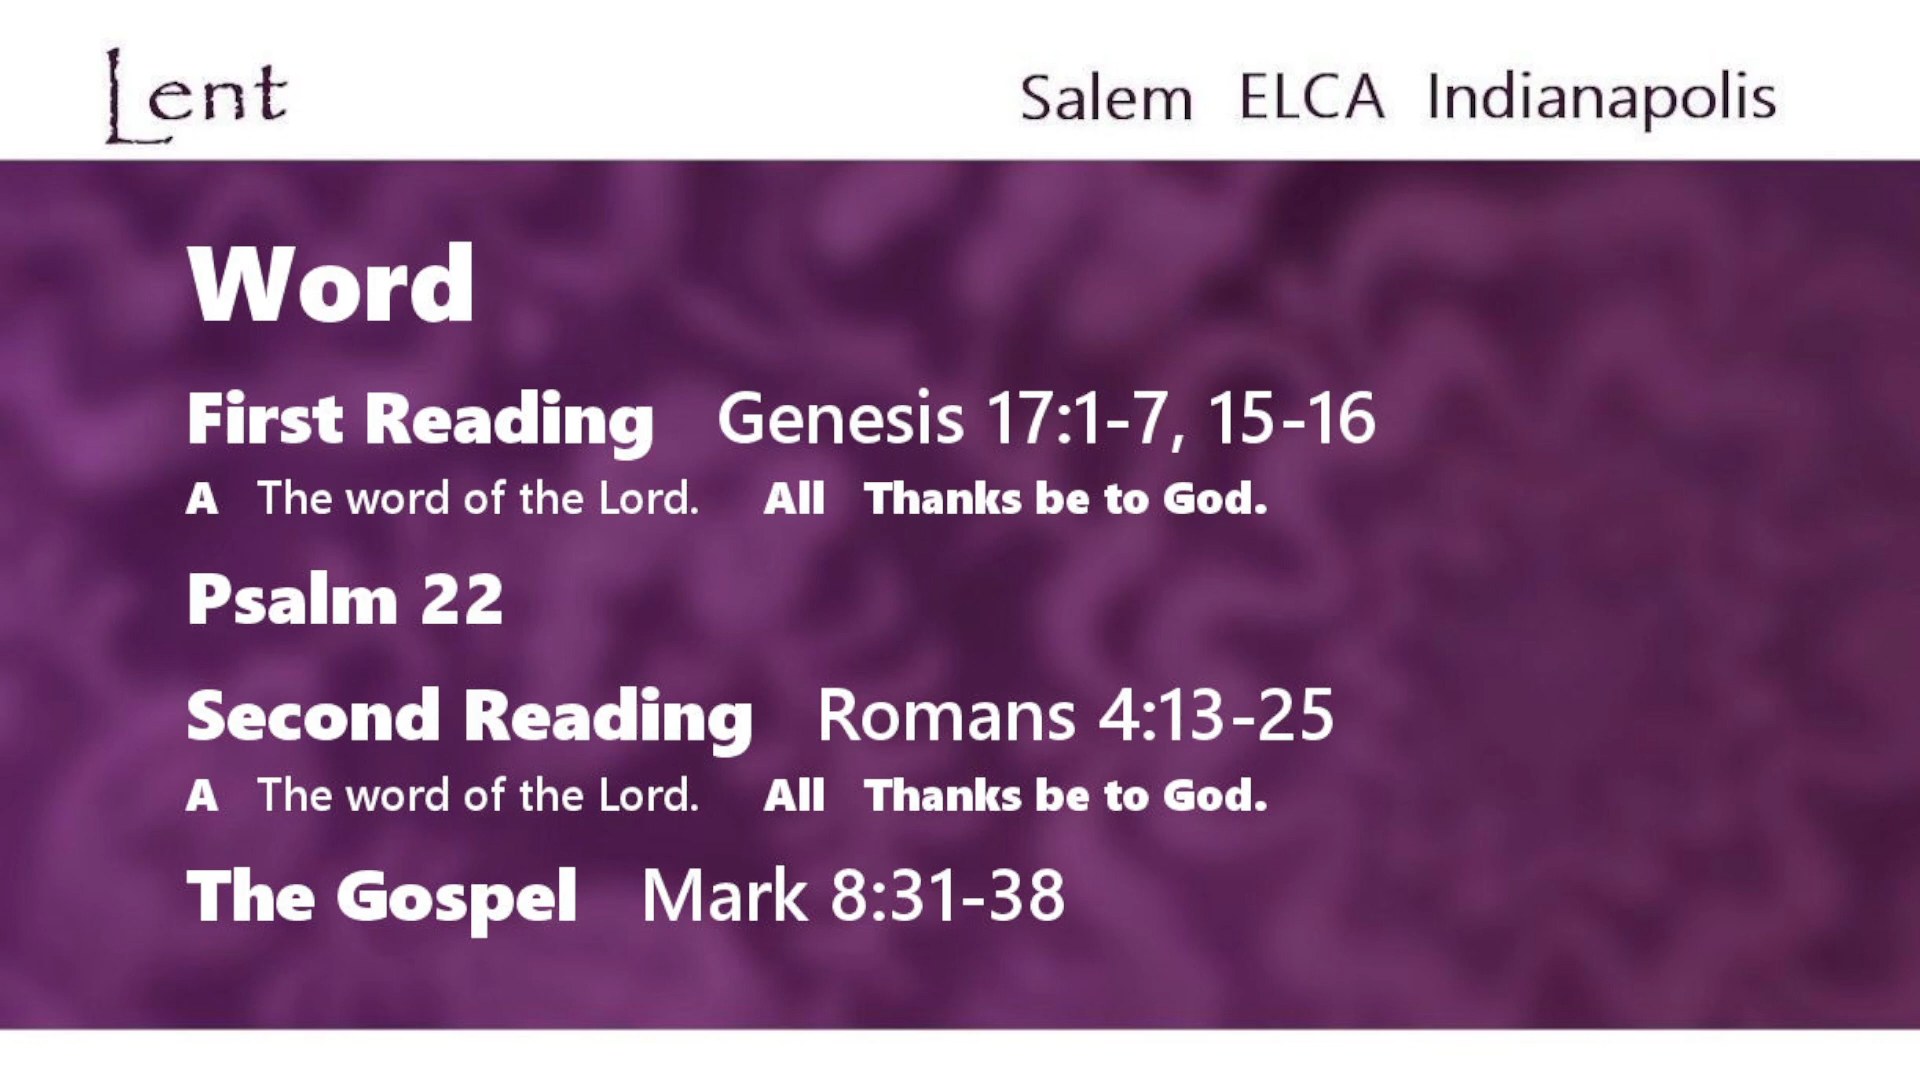 Lent
Salem ELCA Indianapolis
Word
First Reading Genesis 17:1-7, 15-16
A The word of the Lord. All Thanks be to God.
Psalm 22
Second Reading Romans 4:13-25
A The word of the Lord. All Thanks be to God.
The Gospel Mark 8:31-38